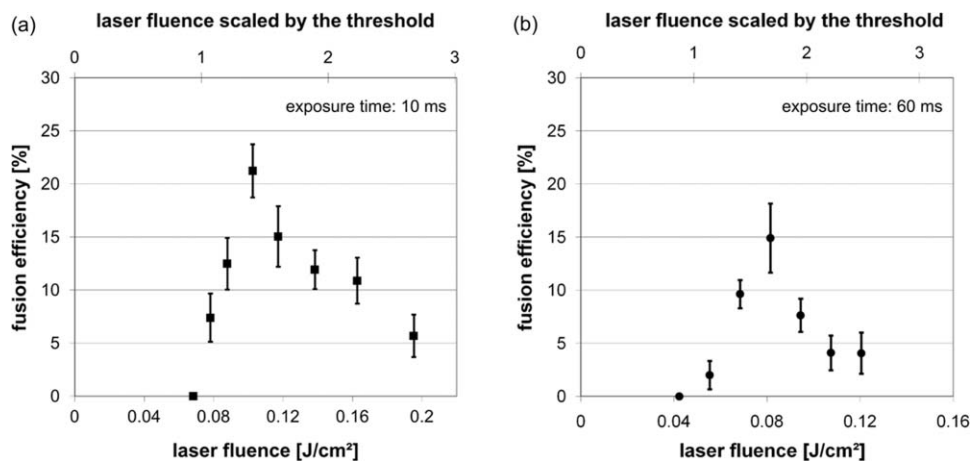 (a) laser fluence scaled by the threshold
0 1 2 3
30
exposure time: 10 ms
25
20
15
10
5
0
fusion efficiency [%]
0 0.04 0.08 0.12 0.16 0.2
laser fluence [J/cm²]
(b) laser fluence scaled by the threshold
0 1 2 3
30
exposure time: 60 ms
25
20
15
10
5
0
fusion efficiency [%]
0 0.04 0.08 0.12 0.16
laser fluence [J/cm²]